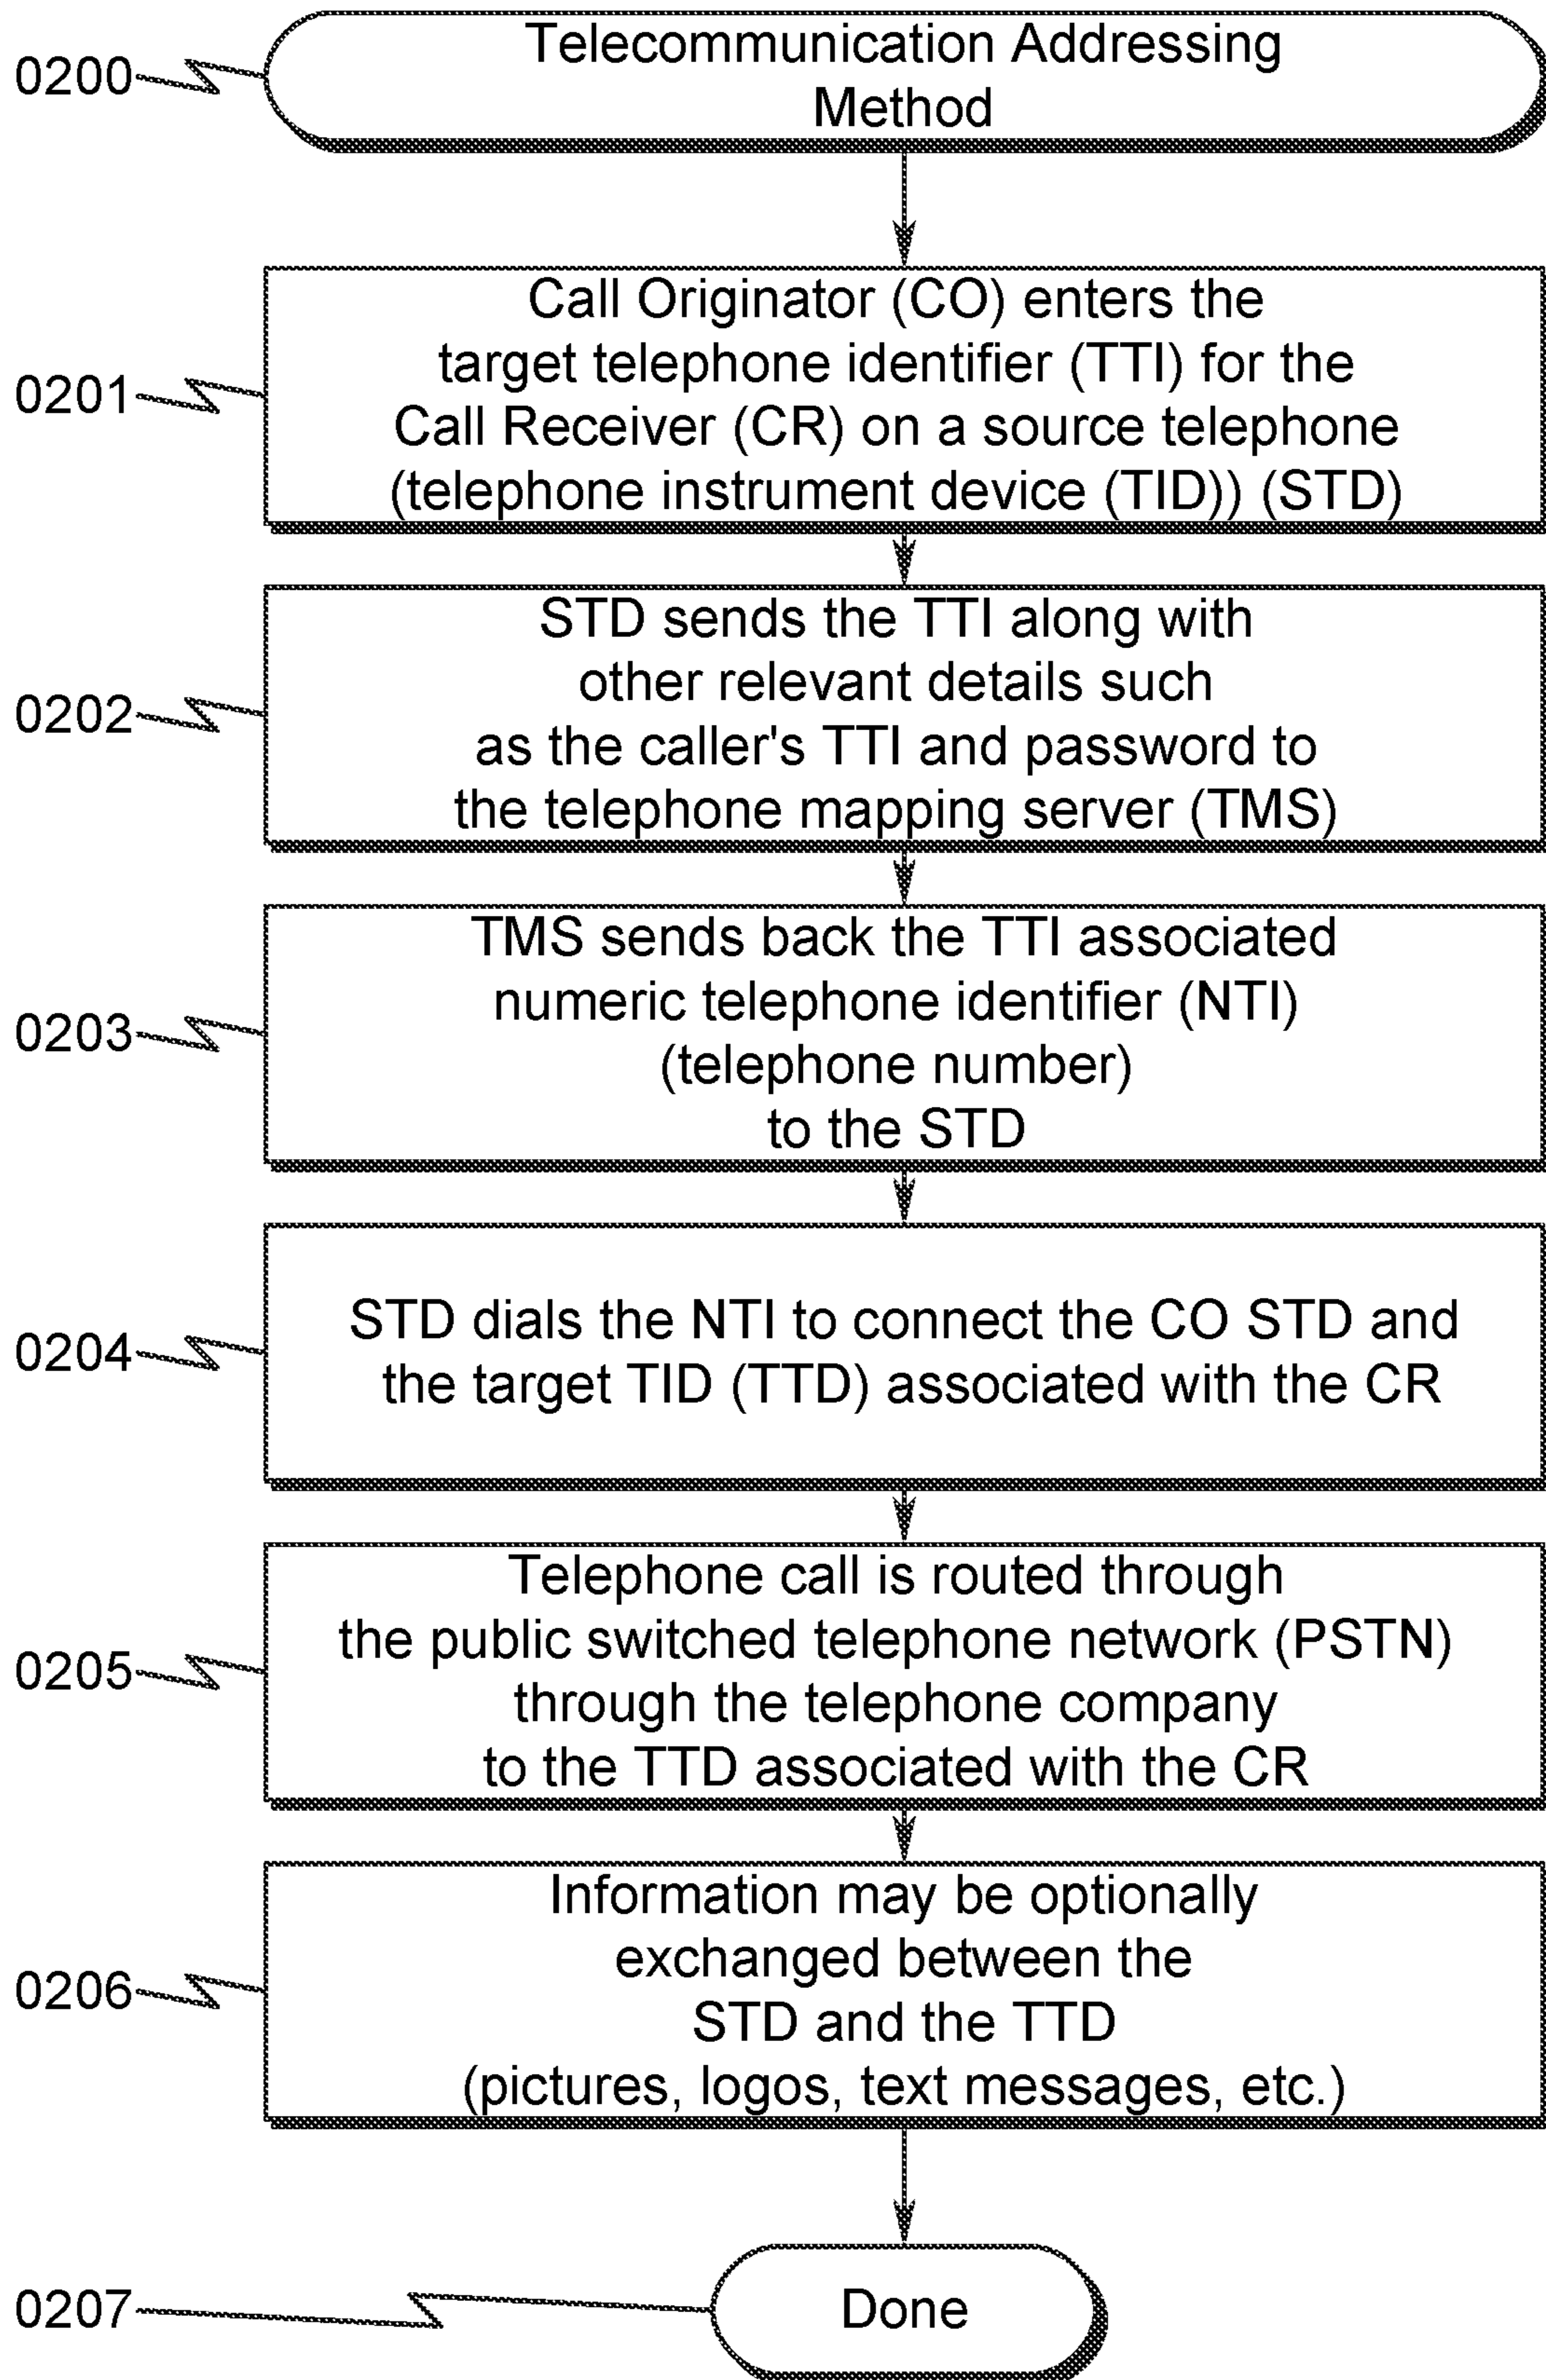 0200
Telecommunication Addressing
Method
0201
Call Originator (CO) enters the
target telephone identifier (TTI) for the
Call Receiver (CR) on a source telephone
(telephone instrument device (TID)) (STD)
0202
STD sends the TTI along with
other relevant details such
as the caller's TTI and password to
the telephone mapping server (TMS)
0203
TMS sends back the TTI associated
numeric telephone identifier (NTI)
(telephone number)
to the STD
0204
STD dials the NTI to connect the CO STD and
the target TID (TTD) associated with the CR
0205
Telephone call is routed through
the public switched telephone network (PSTN)
through the telephone company
to the TTD associated with the CR
0206
Information may be optionally
exchanged between the
STD and the TTD
(pictures, logos, text messages, etc.)
0207
Done